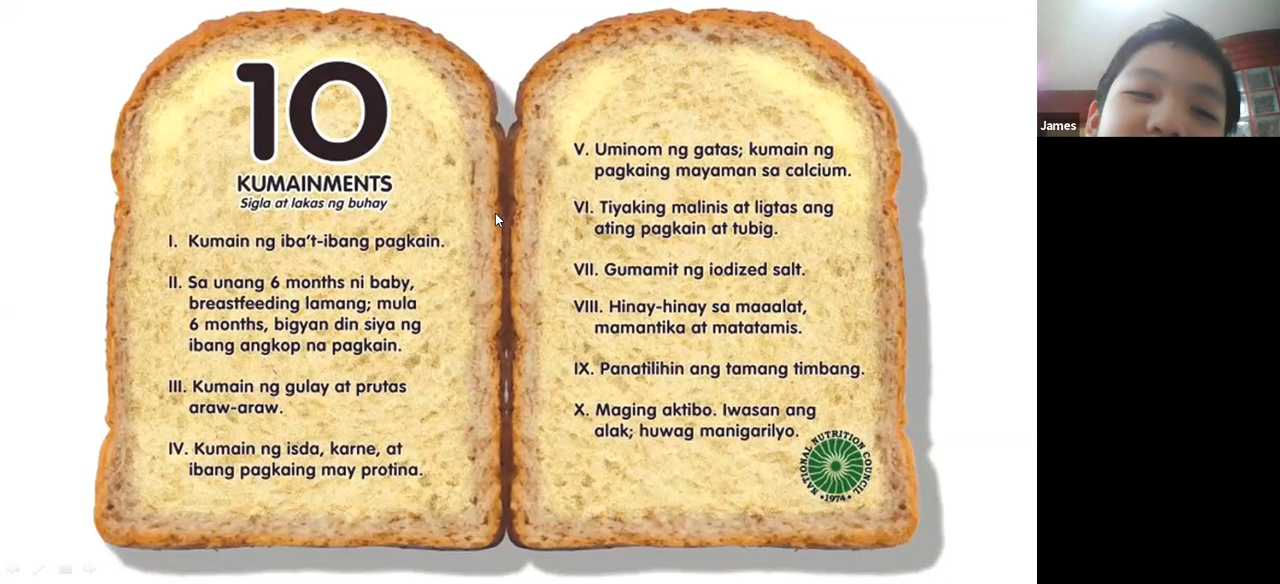 10
KUMAINMENTS
Sigla at lakas ng buhay
I. Kumain ng iba't-ibang pagkain.
II. Sa unang 6 months ni baby,
breastfeeding lamang; mula
6 months, bigyan din siya ng
ibang angkop na pagkain.
III. Kumain ng gulay at prutas
araw-araw.
IV. Kumain ng isda, karne, at
ibang pagkaing may protina.
V. Uminom ng gatas; kumain ng
pagkaing mayaman sa calcium.
VI. Tiyaking malinis at ligtas ang
ating pagkain at tubig.
VII. Gumamit ng iodized salt.
VIII. Hinay-hinay sa maaalat,
mamantika at matatamis.
IX. Panatilihin ang tamang timbang.
X. Maging aktibo. Iwasan ang
alak; huwag manigarilyo.
NATIONAL NUTRITION COUNCIL
• 1974 •
James